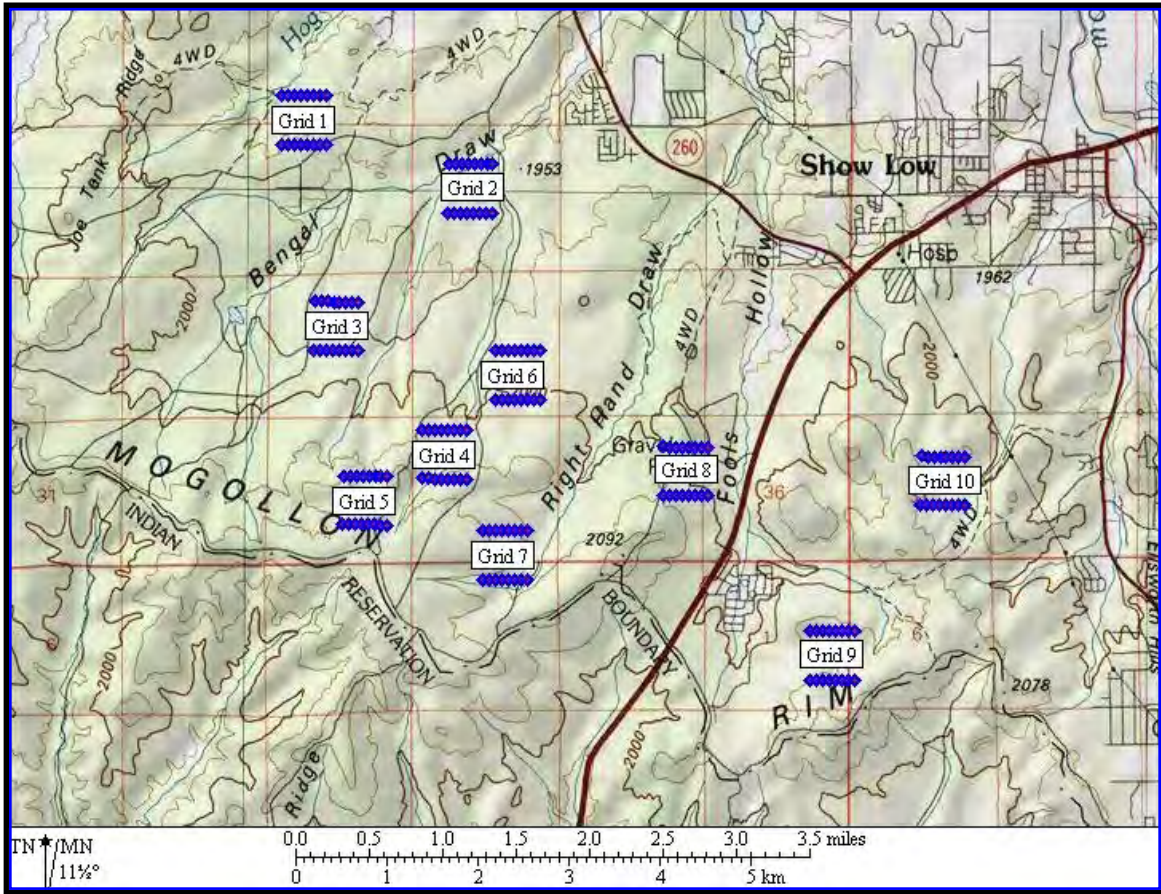 Hog
4WD
4WD
Ridge
Tank
Joe
Grid 1
Draw
Grid 2
1953
260
Show Low
Bengal
2000
Hosp
1962
Hollow
Draw
4WD
Grid 3
Grid 6
2000
Hand
Right
Grid 4
Grid 8
Fools
36
Grid 10
4WD
MOGOLLON
31
INDIAN
Grid 5
Grid 7
2092
RESERVATION
BOUNDARY
6
2000
1
6
Grid 9
RIM
2078
2000
Ridge
0.0 0.5 1.0 1.5 2.0 2.5 3.0 3.5 miles
0 1 2 3 4 5 km
TN MN
11½°